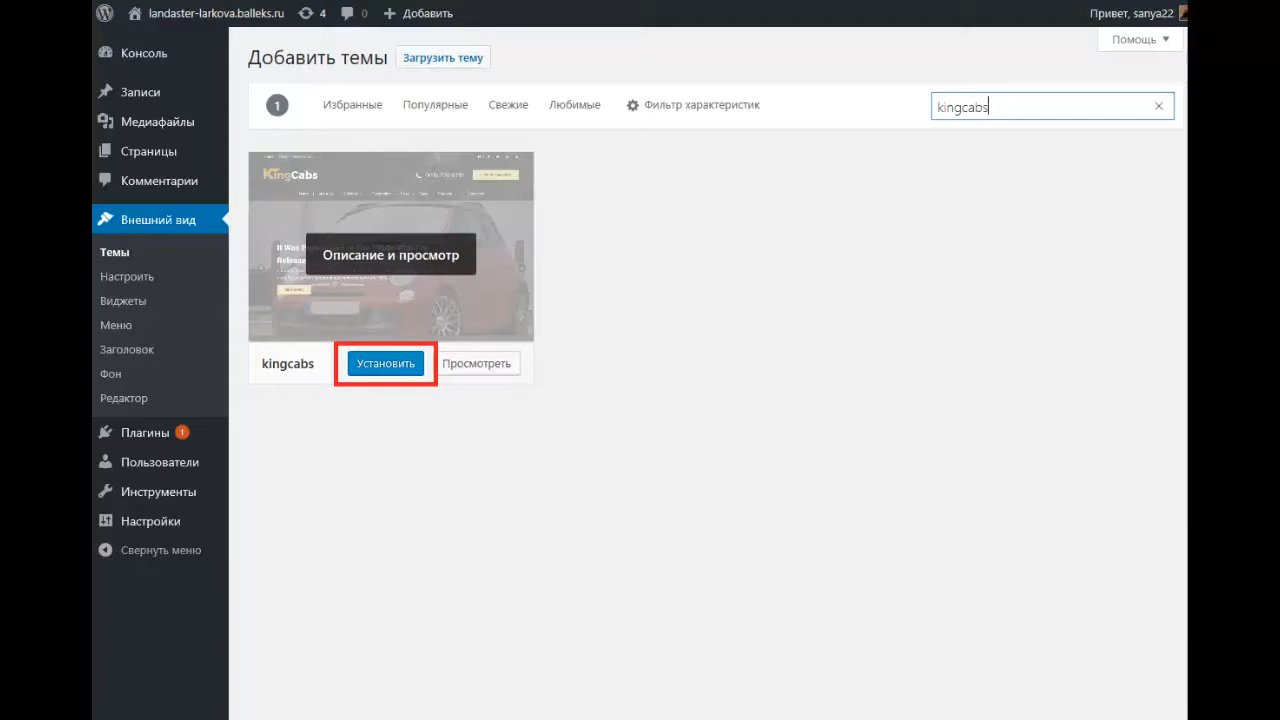 landaster-larkova.balleks.ru 4 0 Добавить Привет, sanya22
Помощь
Консоль
Записи
Медиафайлы
Страницы
Комментарии
Внешний вид
Темы
Настроить
Виджеты
Меню
Заголовок
Фон
Редактор
Плагины 1
Пользователи
Инструменты
Настройки
Свернуть меню
Добавить темы Загрузить тему
1 Избранные Популярные Свежие Любимые Фильтр характеристик kingcabs
KingCabs
Описание и просмотр
kingcabs Установить Просмотреть